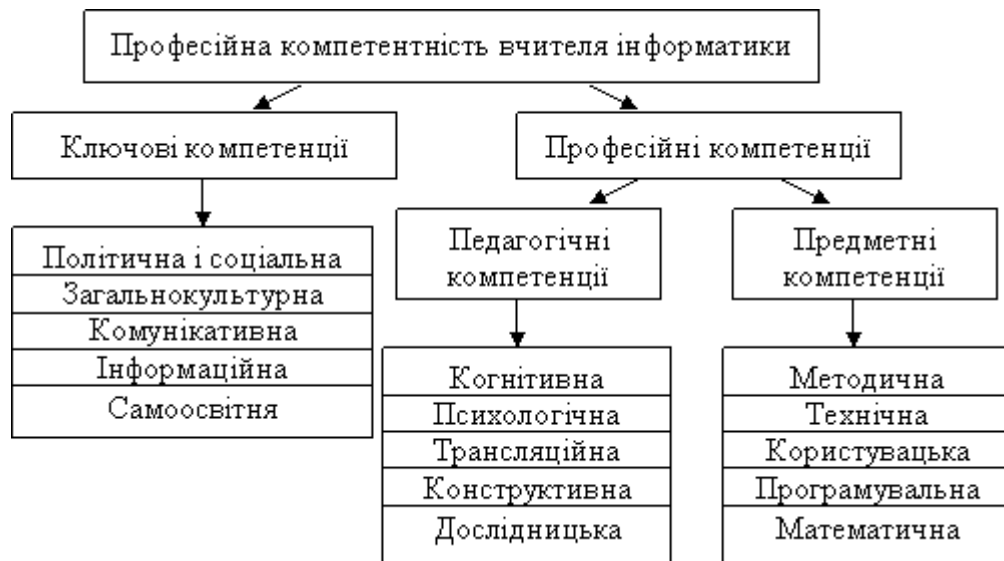 Професійна компетентність вчителя інформатики
Ключові компетенції
Професійні компетенції
Політична і соціальна
Загальнокультурна
Комунікативна
Інформаційна
Самоосвітня
Педагогічні
компетенції
Предметні
компетенції
Когнітивна
Психологічна
Трансляційна
Конструктивна
Дослідницька
Методична
Технічна
Користувацька
Програмувальна
Математична